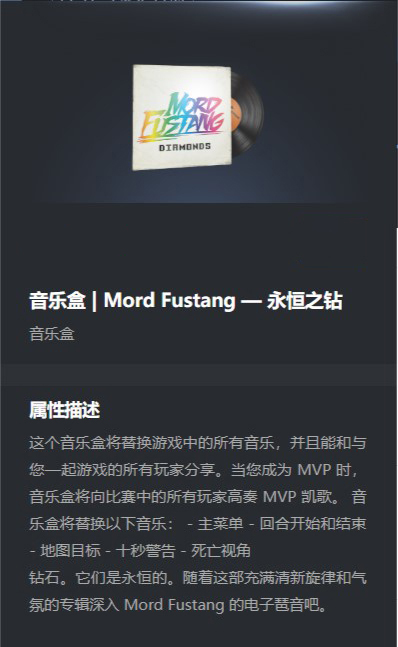 MORD
FUSTANG
DIAMONDS
音乐盒 | Mord Fustang — 永恒之钻
音乐盒
属性描述
这个音乐盒将替换游戏中的所有音乐，并且能和与
您一起游戏的所有玩家分享。当您成为 MVP 时，
音乐盒将向比赛中的所有玩家高奏 MVP 凯歌。 音
乐盒将替换以下音乐： - 主菜单 - 回合开始和结束
- 地图目标 - 十秒警告 - 死亡视角
钻石。它们是永恒的。随着这部充满清新旋律和气
氛的专辑深入 Mord Fustang 的电子琶音吧。